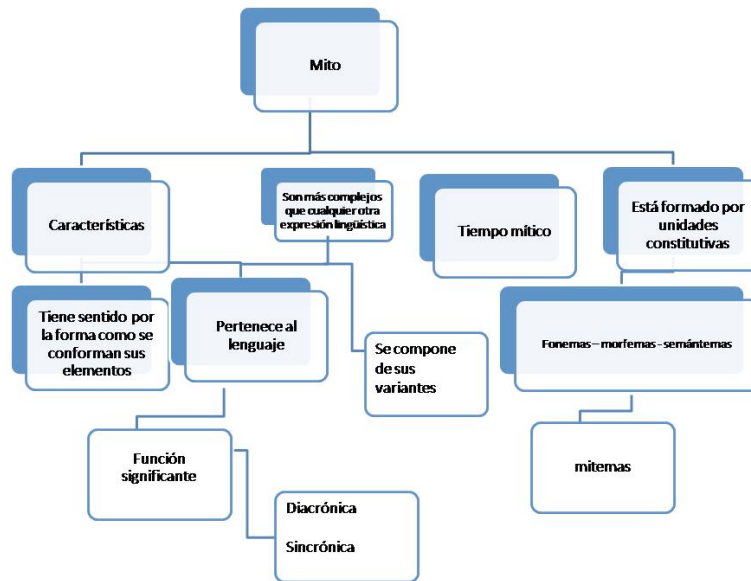 Mito
Características
Son más complejos
que cualquier otra
expresión lingüística
Tiempo mítico
Está formado por
unidades
constitutivas
Tiene sentido por
la forma como se
conforman sus
elementos
Pertenece al
lenguaje
Se compone
de sus
variantes
Fonemas – morfemas - semántemas
Función
significante
mitemas
Diacrónica
Sincrónica